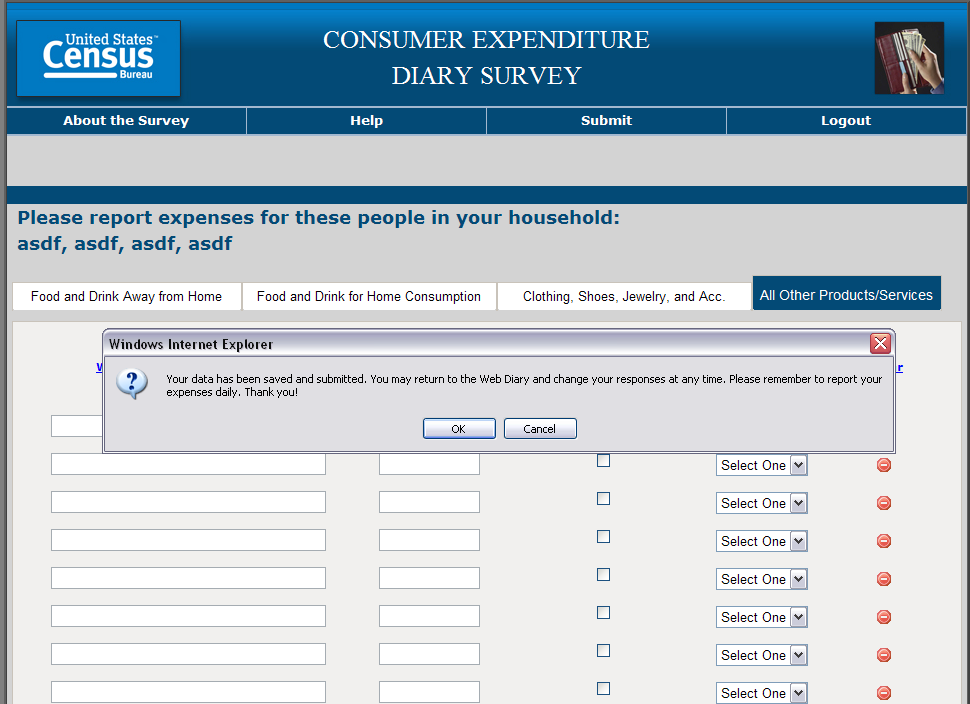 United States™
Census
Bureau
CONSUMER EXPENDITURE
DIARY SURVEY
About the Survey
Help
Submit
Logout
Please report expenses for these people in your household:
asdf, asdf, asdf, asdf
Food and Drink Away from Home
Food and Drink for Home Consumption
Clothing, Shoes, Jewelry, and Acc.
All Other Products/Services
Windows Internet Explorer
Your data has been saved and submitted. You may return to the Web Diary and change your responses at any time. Please remember to report your
expenses daily. Thank you!
OK
Cancel
Select One
Select One
Select One
Select One
Select One
Select One
Select One